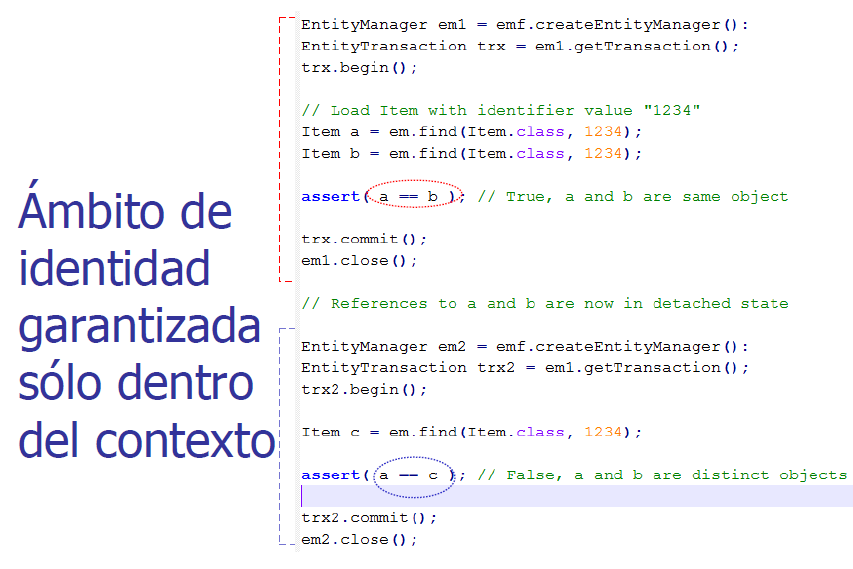 Ámbito de
identidad
garantizada
sólo dentro
del contexto
EntityManager em1 = emf.createEntityManager():
EntityTransaction trx = em1.getTransaction();
trx.begin();
// Load Item with identifier value "1234"
Item a = em.find(Item.class, 1234);
Item b = em.find(Item.class, 1234);
assert( a == b ); // True, a and b are same object
trx.commit();
em1.close();
// References to a and b are now in detached state
EntityManager em2 = emf.createEntityManager():
EntityTransaction trx2 = em1.getTransaction();
trx2.begin();
Item c = em.find(Item.class, 1234);
assert( a == c ); // False, a and b are distinct objects
trx2.commit();
em2.close();